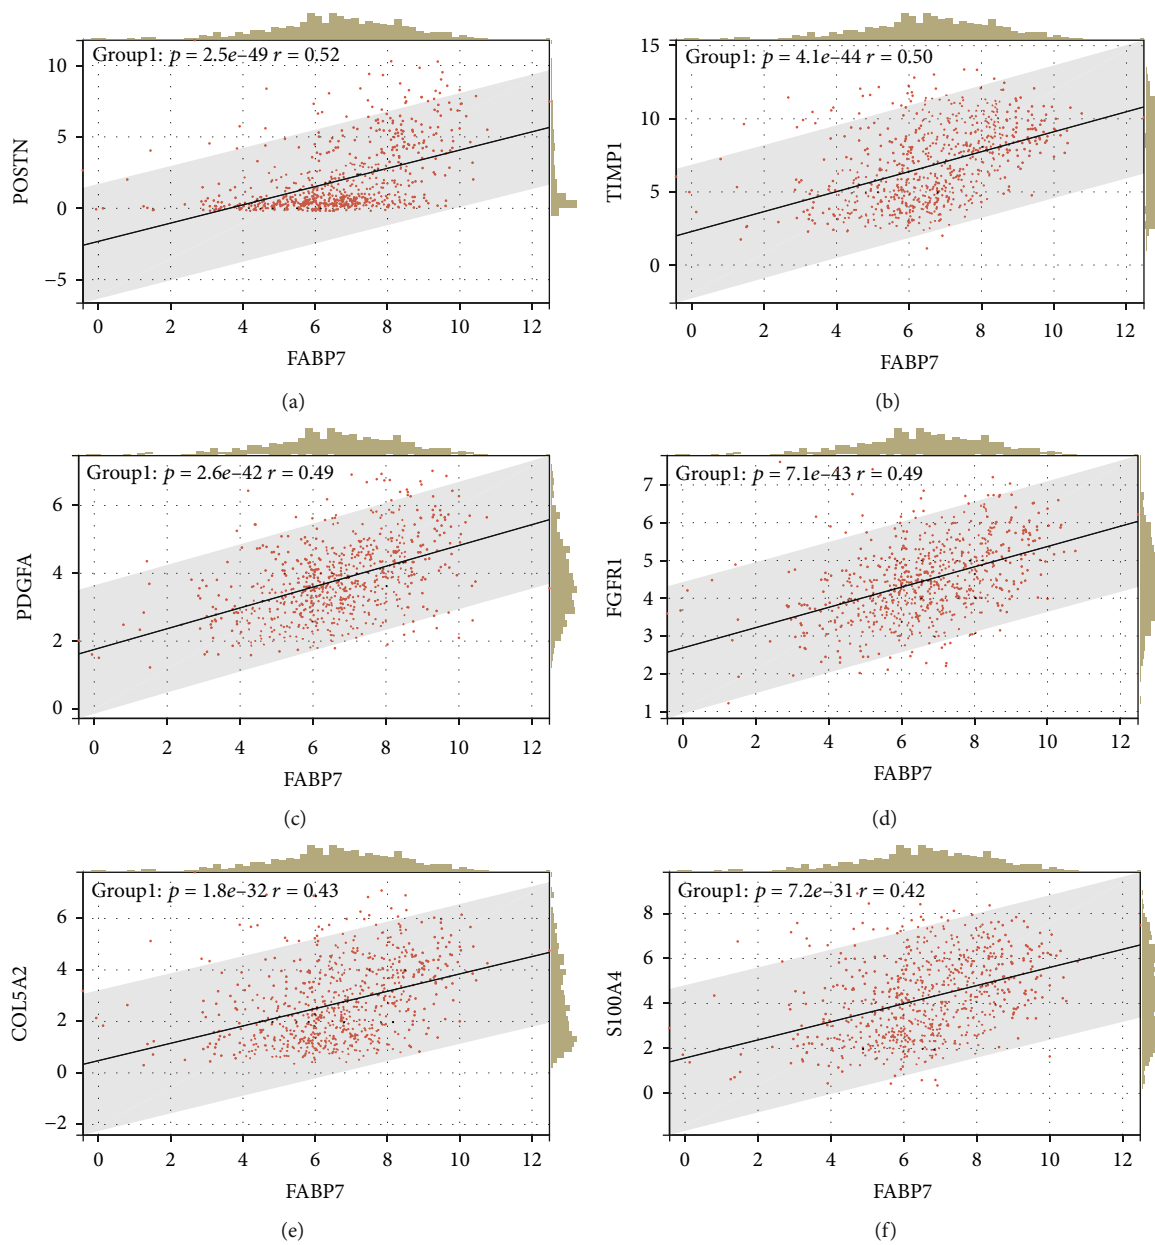 Group1: p = 2.5e–49 r = 0.52
10
5
0
−5
POSTN
0 2 4 6 8 10 12
FABP7
(a)
Group1: p = 4.1e–44 r = 0.50
15
10
5
0
TIMP1
0 2 4 6 8 10 12
FABP7
(b)
Group1: p = 2.6e–42 r = 0.49
6
4
2
0
PDGFA
0 2 4 6 8 10 12
FABP7
(c)
Group1: p = 7.1e–43 r = 0.49
7
6
5
4
3
2
1
FGFR1
0 2 4 6 8 10 12
FABP7
(d)
Group1: p = 1.8e–32 r = 0.43
6
4
2
0
−2
COL5A2
0 2 4 6 8 10 12
FABP7
(e)
Group1: p = 7.2e–31 r = 0.42
8
6
4
2
0
S100A4
0 2 4 6 8 10 12
FABP7
(f)